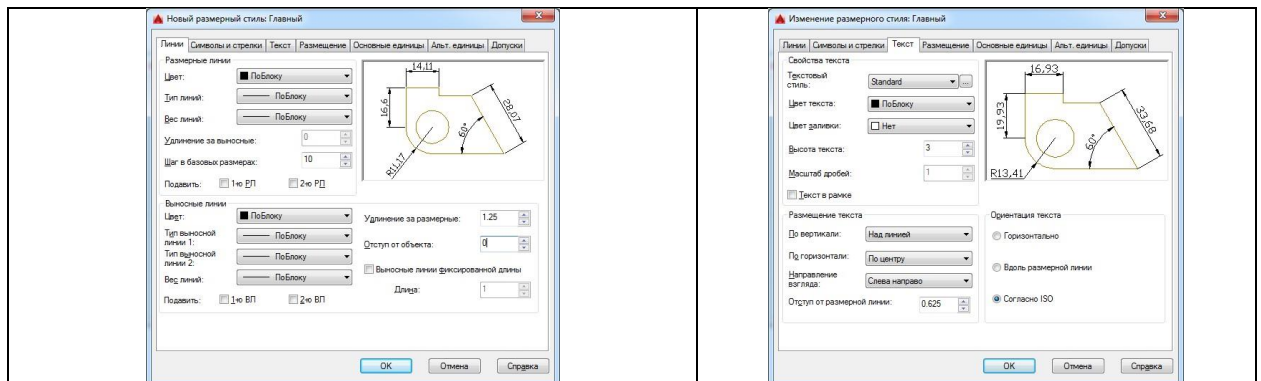 Новый размерный стиль: Главный
Линии Символы и стрелки Текст Размещение Основные единицы Альт. единицы Допуски
Размерные линии
Цвет: ПоБлоку
Тип линий: ПоБлоку
Вес линий: ПоБлоку
Удлинение за выносные: 0
Шаг в базовых размерах: 10
Подавить: 1-ю РЛ 2-ю РЛ
14,11
16,6
28,07
60°
R11,17
Выносные линии
Цвет: ПоБлоку
Тип выносной линии 1: ПоБлоку
Тип выносной линии 2: ПоБлоку
Вес линий: ПоБлоку
Подавить: 1-ю ВЛ 2-ю ВЛ
Удлинение за размерные: 1.25
Отступ от объекта: 0
Выносные линии фиксированной длины
Длина: 1
OK Отмена Справка
Изменение размерного стиля: Главный
Линии Символы и стрелки Текст Размещение Основные единицы Альт. единицы Допуски
Свойства текста
Текстовый стиль: Standard ...
Цвет текста: ПоБлоку
Цвет заливки: Нет
Высота текста: 3
Масштаб дробей: 1
Текст в рамке
16,93
19,93
33,68
60°
R13,41
Размещение текста
По вертикали: Над линией
По горизонтали: По центру
Направление взгляда: Слева направо
Отступ от размерной линии: 0.625
Ориентация текста
Горизонтально
Вдоль размерной линии
Согласно ISO
OK Отмена Справка